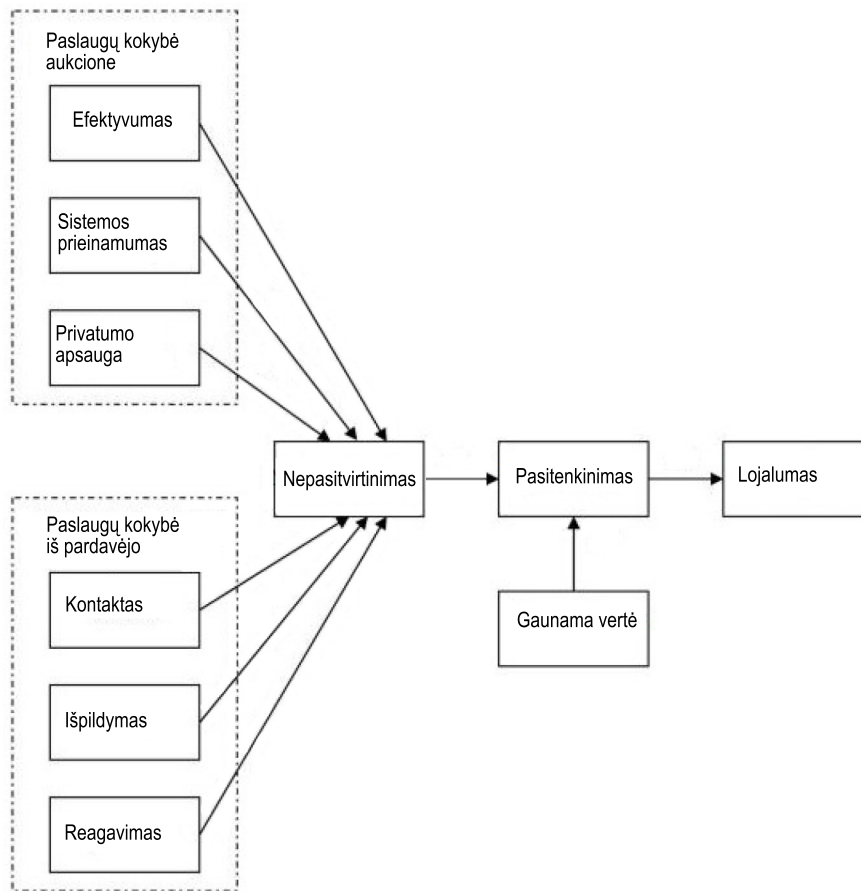 Paslaugų kokybė
aukcione
Efektyvumas
Sistemos
prieinamumas
Privatumo
apsauga
Nepasitvirtinimas
Pasitenkinimas
Lojalumas
Gaunama vertė
Paslaugų kokybė
iš pardavėjo
Kontaktas
Išpildymas
Reagavimas